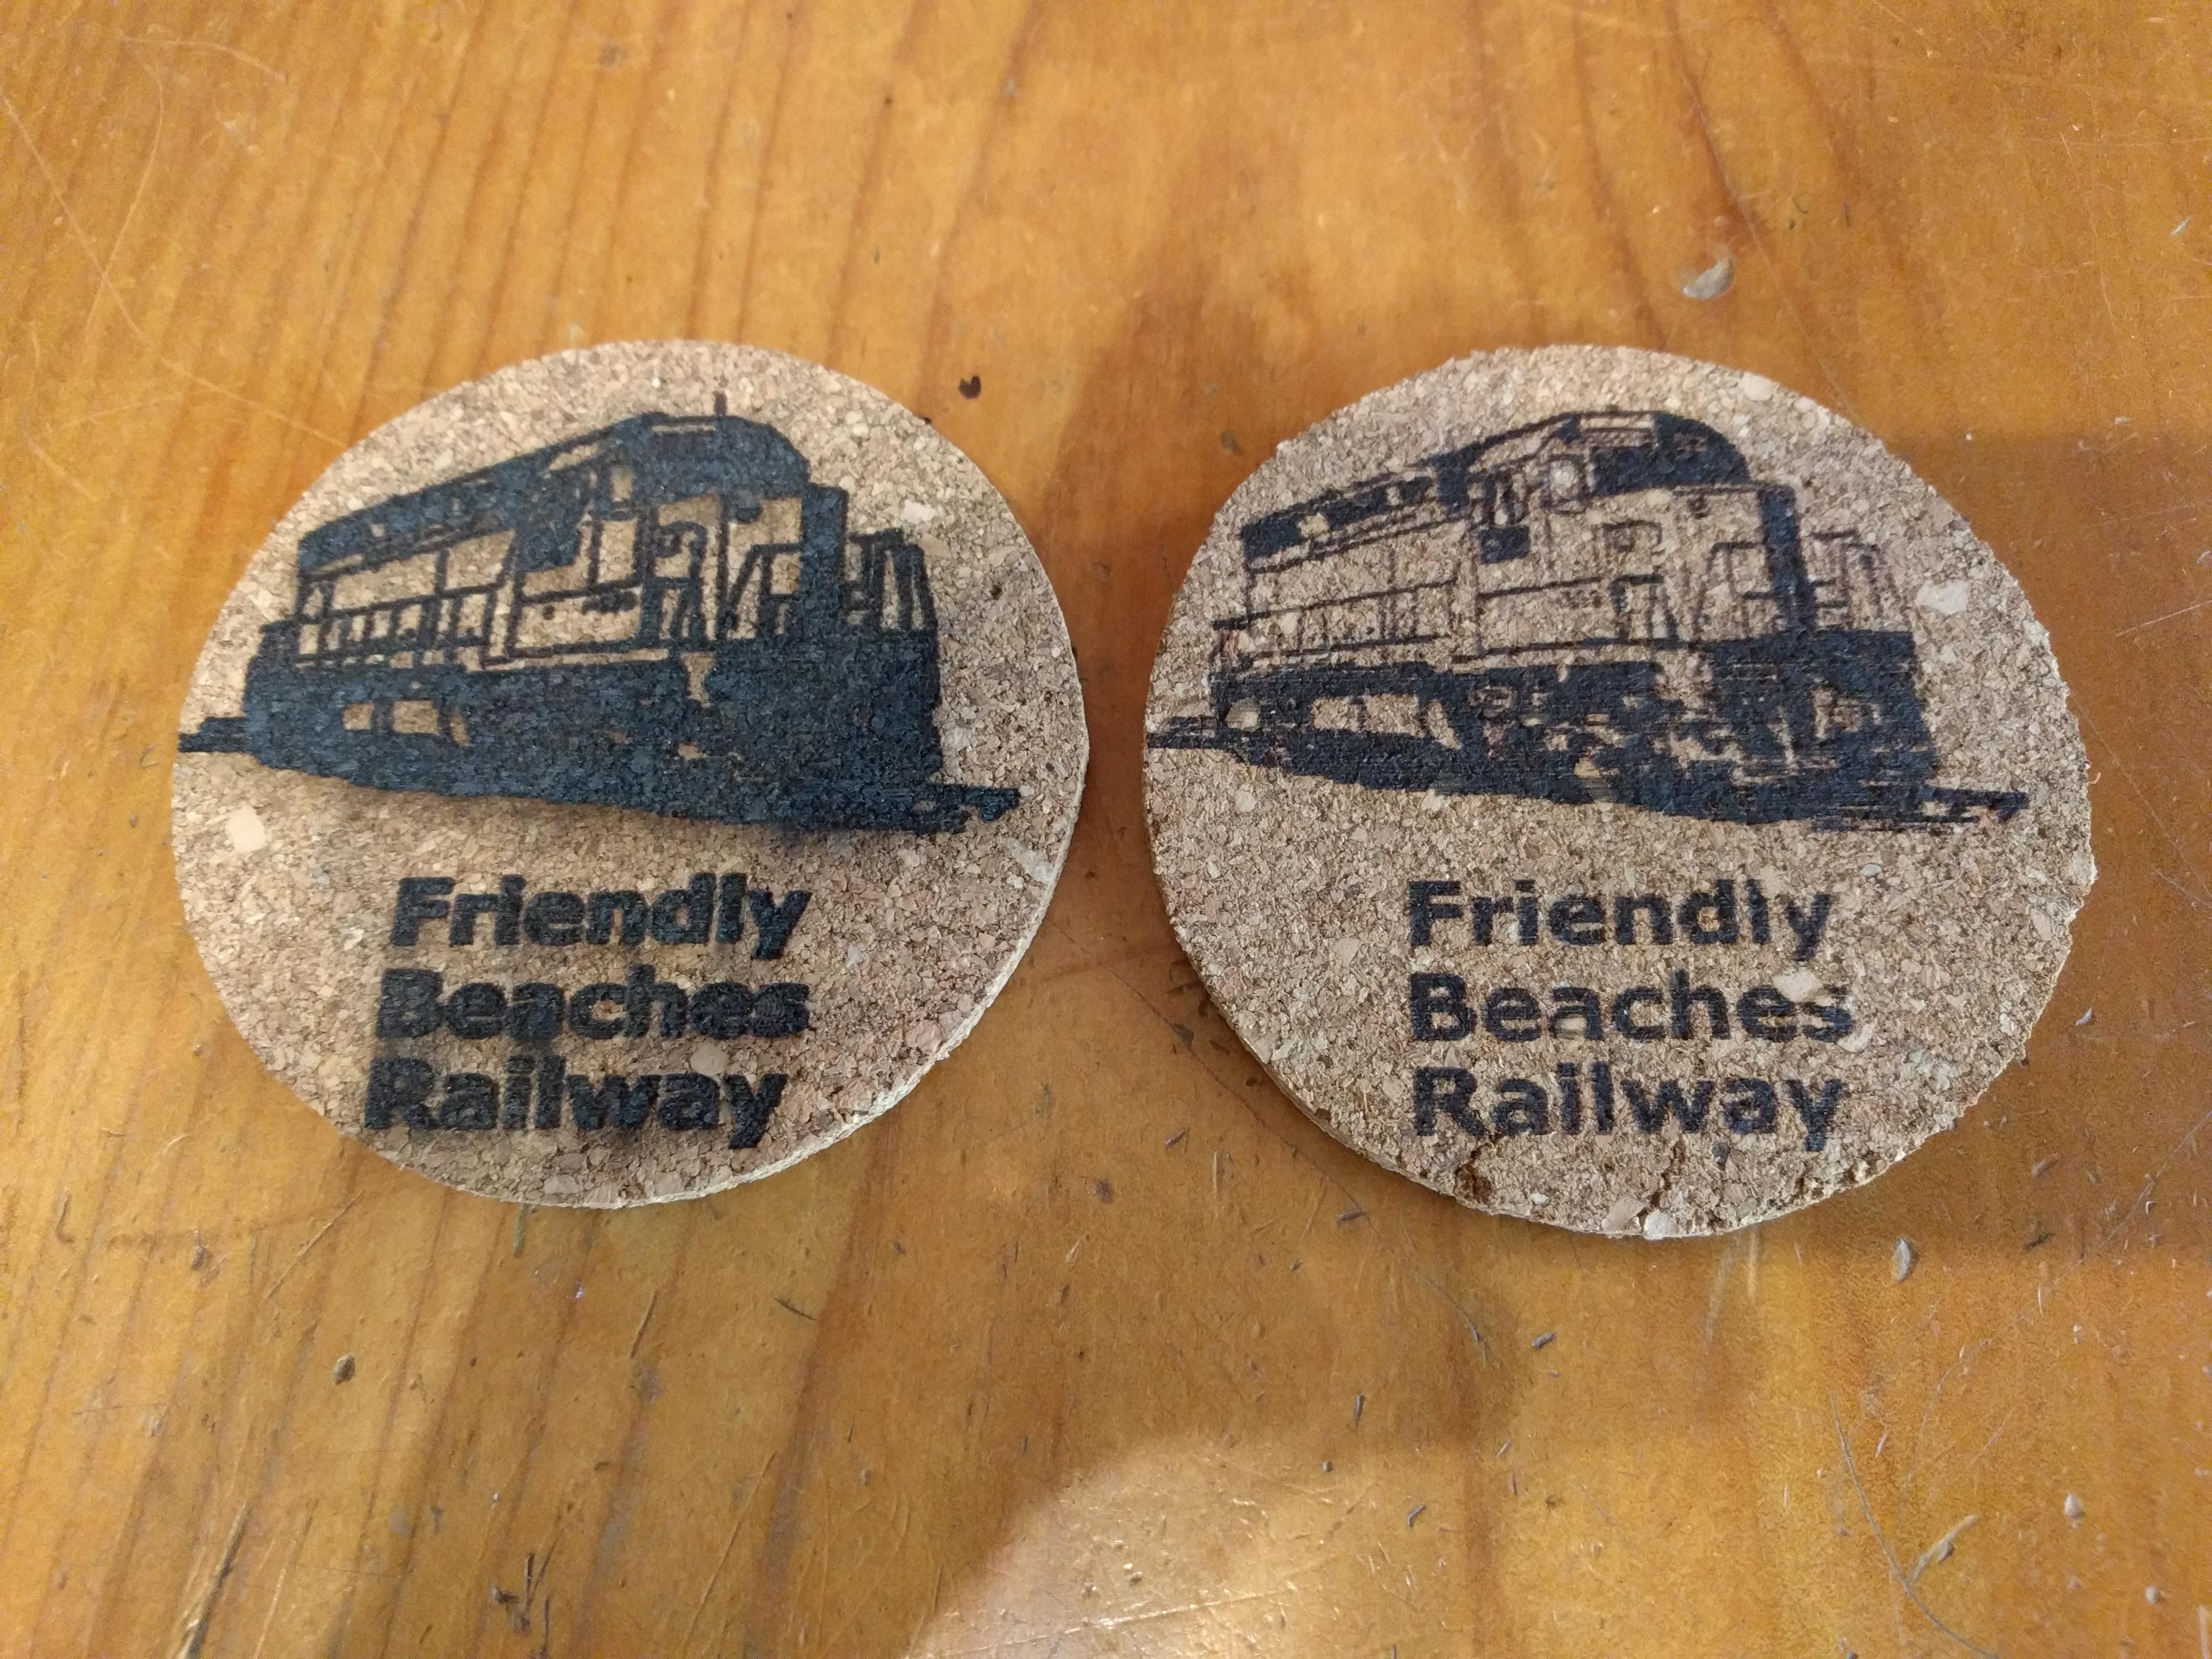 Friendly
Beaches
Railway
Friendly
Beaches
Railway